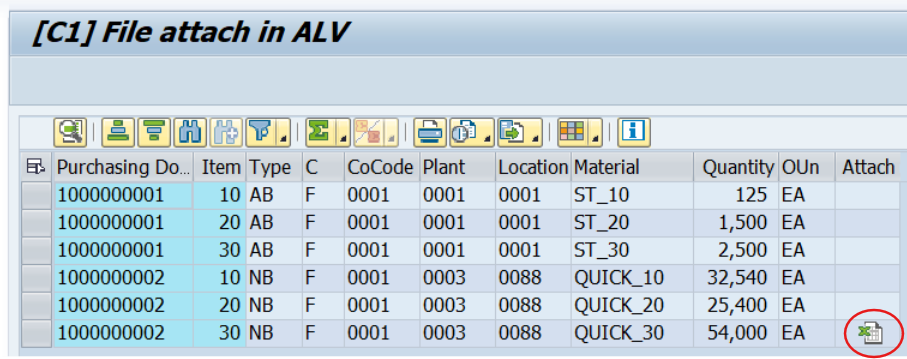 [C1] File attach in ALV
Purchasing Do... Item Type C CoCode Plant Location Material Quantity OUn Attach
1000000001 10 AB F 0001 0001 0001 ST_10 125 EA
1000000001 20 AB F 0001 0001 0001 ST_20 1,500 EA
1000000001 30 AB F 0001 0001 0001 ST_30 2,500 EA
1000000002 10 NB F 0001 0003 0088 QUICK_10 32,540 EA
1000000002 20 NB F 0001 0003 0088 QUICK_20 25,400 EA
1000000002 30 NB F 0001 0003 0088 QUICK_30 54,000 EA